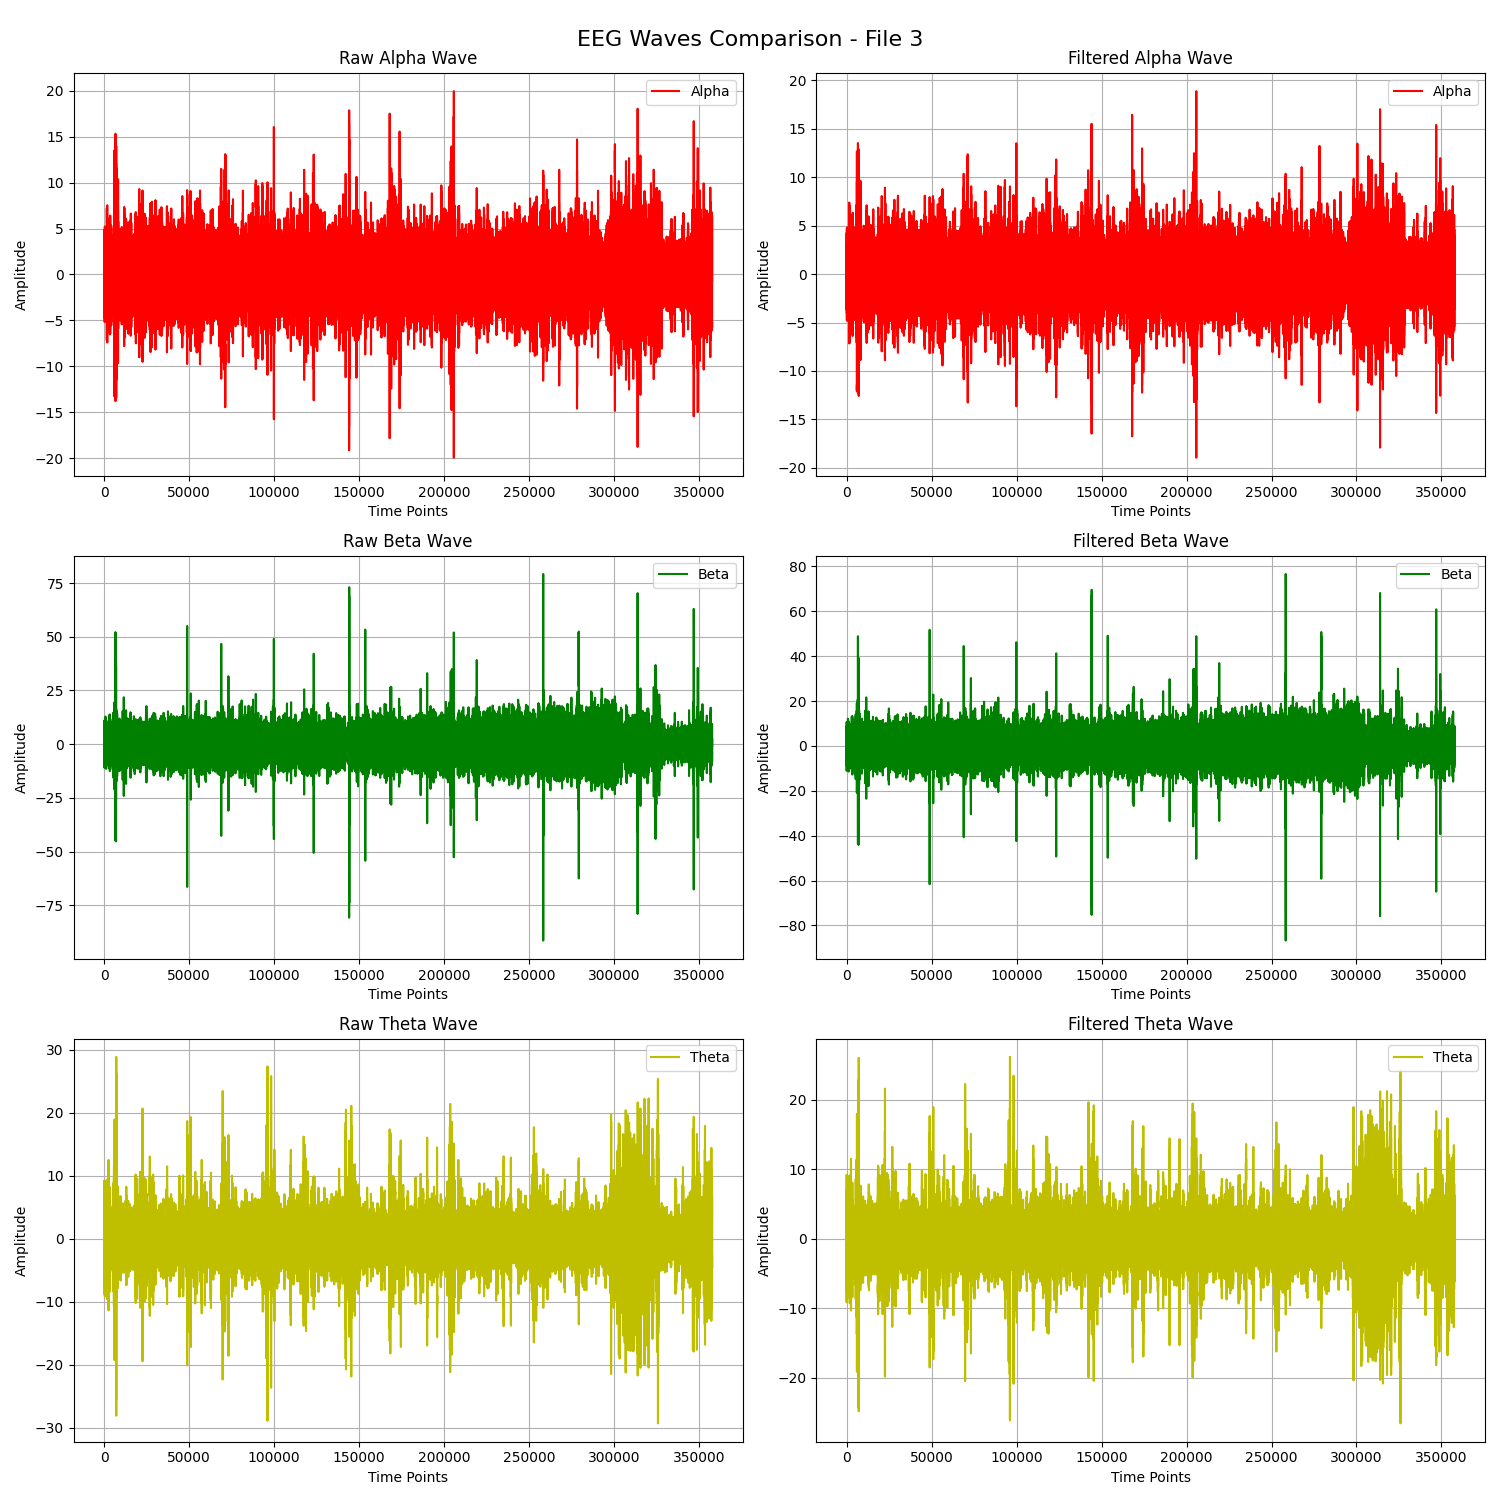 EEG Waves Comparison - File 3
Raw Alpha Wave
Alpha
Amplitude
20
15
10
5
0
−5
−10
−15
−20
0 50000 100000 150000 200000 250000 300000 350000
Time Points
Filtered Alpha Wave
Alpha
Amplitude
20
15
10
5
0
−5
−10
−15
−20
0 50000 100000 150000 200000 250000 300000 350000
Time Points
Raw Beta Wave
Beta
Amplitude
75
50
25
0
−25
−50
−75
0 50000 100000 150000 200000 250000 300000 350000
Time Points
Filtered Beta Wave
Beta
Amplitude
80
60
40
20
0
−20
−40
−60
−80
0 50000 100000 150000 200000 250000 300000 350000
Time Points
Raw Theta Wave
Theta
Amplitude
30
20
10
0
−10
−20
−30
0 50000 100000 150000 200000 250000 300000 350000
Time Points
Filtered Theta Wave
Theta
Amplitude
20
10
0
−10
−20
0 50000 100000 150000 200000 250000 300000 350000
Time Points